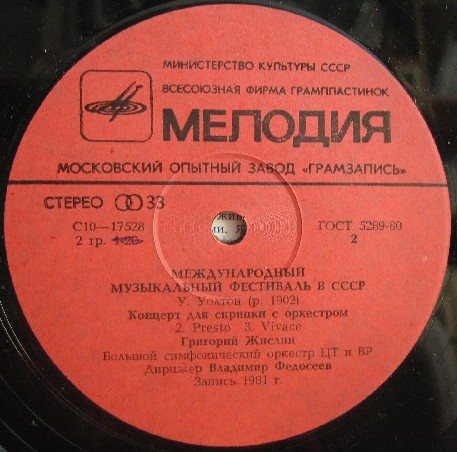 МИНИСТЕРСТВО КУЛЬТУРЫ СССР
ВСЕСОЮЗНАЯ ФИРМА ГРАМПЛАСТИНОК
МЕЛОДИЯ
МОСКОВСКИЙ ОПЫТНЫЙ ЗАВОД «ГРАМЗАПИСЬ»
СТЕРЕО 33
С10—17528 ГОСТ 5289-80
2 гр. 2
МЕЖДУНАРОДНЫЙ
МУЗЫКАЛЬНЫЙ ФЕСТИВАЛЬ В СССР
У. Уолтон (р. 1902)
Концерт для скрипки с оркестром
2. Presto 3. Vivace
Григорий Жислин
Большой симфонический оркестр ЦТ и ВР
Дирижер Владимир Федосеев
Запись 1981 г.